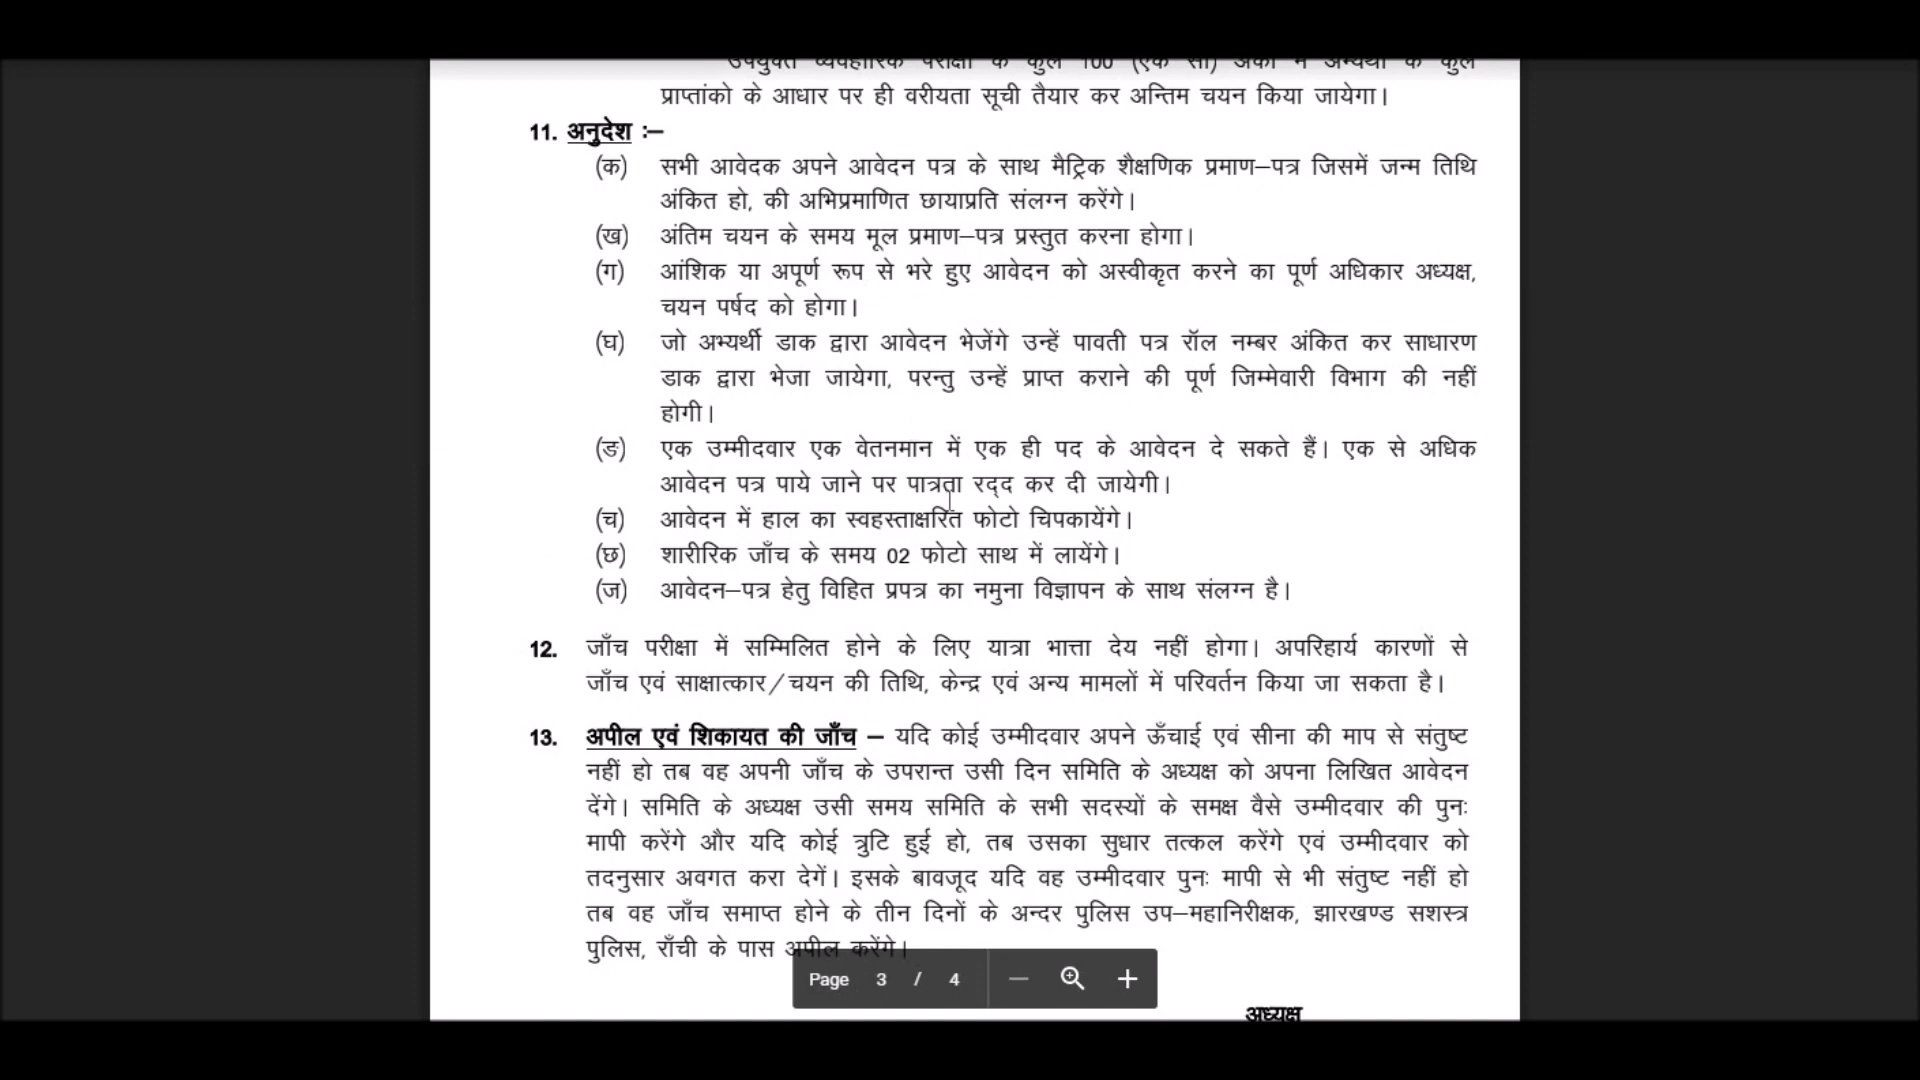 उपर्युक्त व्यवहारिक परीक्षा के कुल 100 (एक सौ) अंको में अभ्यर्थी के कुल
प्राप्तांको के आधार पर ही वरीयता सूची तैयार कर अन्तिम चयन किया जायेगा।
11. अनुदेश :–
(क) सभी आवेदक अपने आवेदन पत्र के साथ मैट्रिक शैक्षणिक प्रमाण–पत्र जिसमें जन्म तिथि
अंकित हो, की अभिप्रमाणित छायाप्रति संलग्न करेंगे।
(ख) अंतिम चयन के समय मूल प्रमाण–पत्र प्रस्तुत करना होगा।
(ग) आंशिक या अपूर्ण रूप से भरे हुए आवेदन को अस्वीकृत करने का पूर्ण अधिकार अध्यक्ष,
चयन पर्षद को होगा।
(घ) जो अभ्यर्थी डाक द्वारा आवेदन भेजेंगे उन्हें पावती पत्र रॉल नम्बर अंकित कर साधारण
डाक द्वारा भेजा जायेगा, परन्तु उन्हें प्राप्त कराने की पूर्ण जिम्मेवारी विभाग की नहीं
होगी।
(ङ) एक उम्मीदवार एक वेतनमान में एक ही पद के आवेदन दे सकते हैं। एक से अधिक
आवेदन पत्र पाये जाने पर पात्रता रद्द कर दी जायेगी।
(च) आवेदन में हाल का स्वहस्ताक्षरित फोटो चिपकायेंगे।
(छ) शारीरिक जाँच के समय 02 फोटो साथ में लायेंगे।
(ज) आवेदन–पत्र हेतु विहित प्रपत्र का नमुना विज्ञापन के साथ संलग्न है।
12. जाँच परीक्षा में सम्मिलित होने के लिए यात्रा भात्ता देय नहीं होगा। अपरिहार्य कारणों से
जाँच एवं साक्षात्कार/चयन की तिथि, केन्द्र एवं अन्य मामलों में परिवर्तन किया जा सकता है।
13. अपील एवं शिकायत की जाँच – यदि कोई उम्मीदवार अपने ऊँचाई एवं सीना की माप से संतुष्ट
नहीं हो तब वह अपनी जाँच के उपरान्त उसी दिन समिति के अध्यक्ष को अपना लिखित आवेदन
देंगे। समिति के अध्यक्ष उसी समय समिति के सभी सदस्यों के समक्ष वैसे उम्मीदवार की पुनः
मापी करेंगे और यदि कोई त्रुटि हुई हो, तब उसका सुधार तत्कल करेंगे एवं उम्मीदवार को
तदनुसार अवगत करा देगें। इसके बावजूद यदि वह उम्मीदवार पुनः मापी से भी संतुष्ट नहीं हो
तब वह जाँच समाप्त होने के तीन दिनों के अन्दर पुलिस उप–महानिरीक्षक, झारखण्ड सशस्त्र
पुलिस, राँची के पास अपील करेंगे।
Page 3 / 4
अध्यक्ष